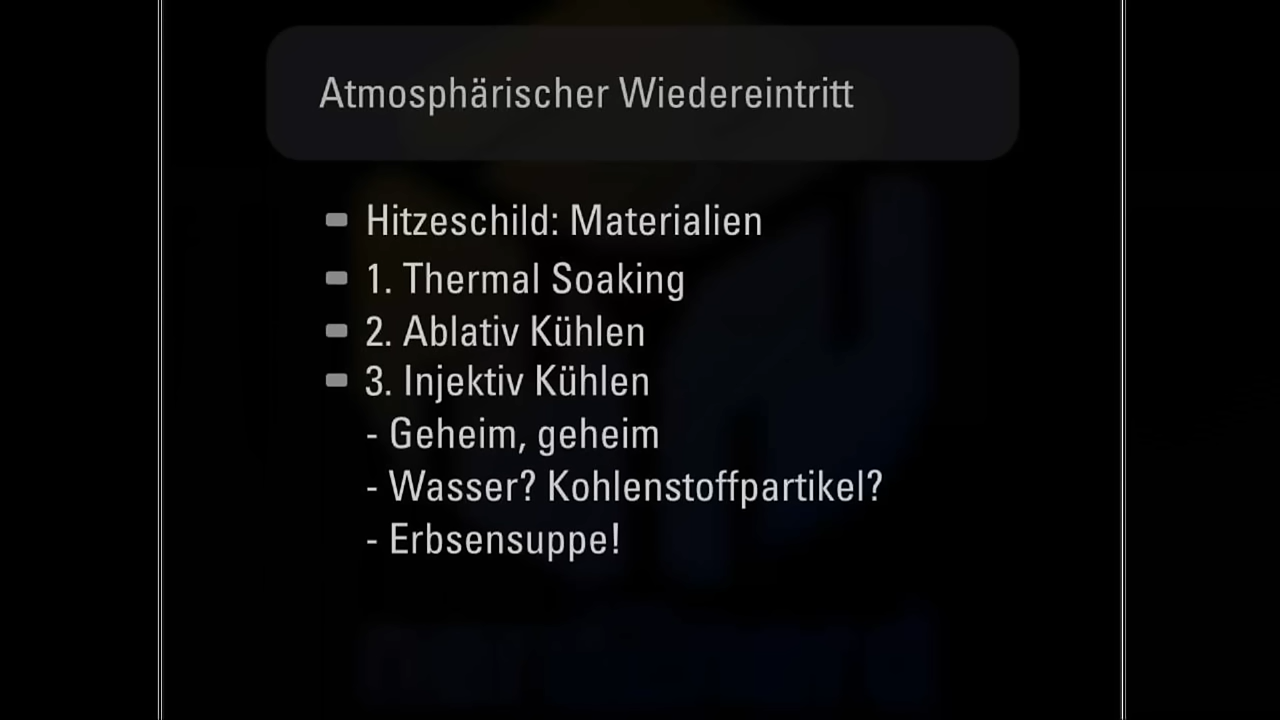 Atmosphärischer Wiedereintritt
Hitzeschild: Materialien
1. Thermal Soaking
2. Ablativ Kühlen
3. Injektiv Kühlen
- Geheim, geheim
- Wasser? Kohlenstoffpartikel?
- Erbsensuppe!